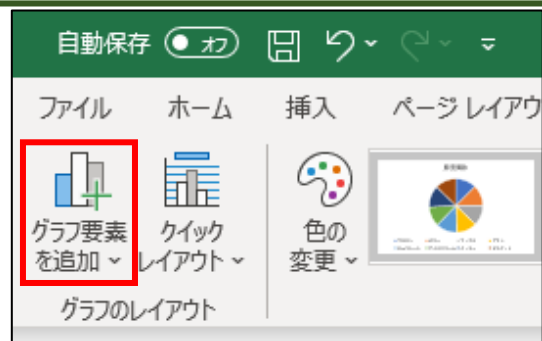 自動保存 オフ
ファイル ホーム 挿入 ページ レイアウ
グラフ要素を追加
クイックレイアウト
色の変更
グラフのレイアウト